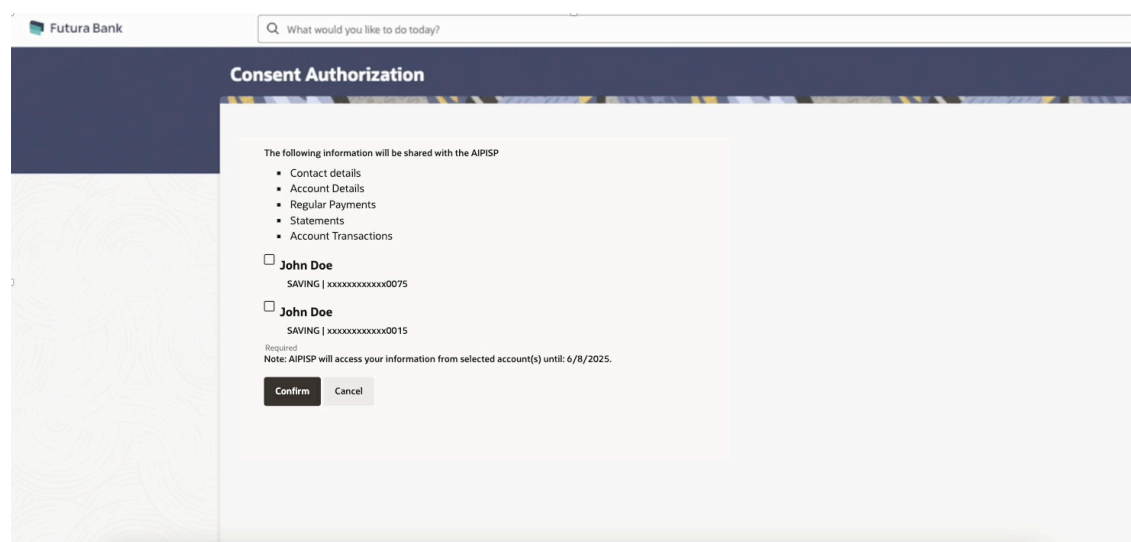 Futura Bank
What would you like to do today?
Consent Authorization
The following information will be shared with the AIPISP
Contact details
Account Details
Regular Payments
Statements
Account Transactions
John Doe
SAVING | xxxxxxxxxxxx0075
John Doe
SAVING | xxxxxxxxxxxx0015
Required
Note: AIPISP will access your information from selected account(s) until: 6/8/2025.
Confirm Cancel